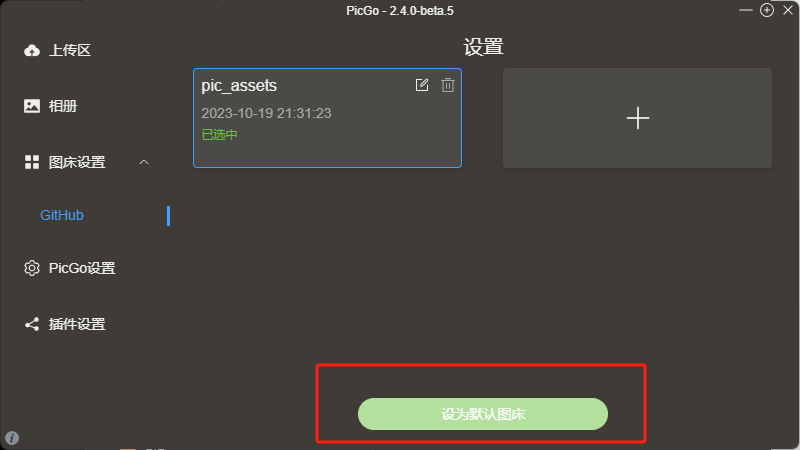 PicGo - 2.4.0-beta.5
上传区
相册
图床设置
GitHub
PicGo设置
插件设置
设置
pic_assets
2023-10-19 21:31:23
已选中
设为默认图床